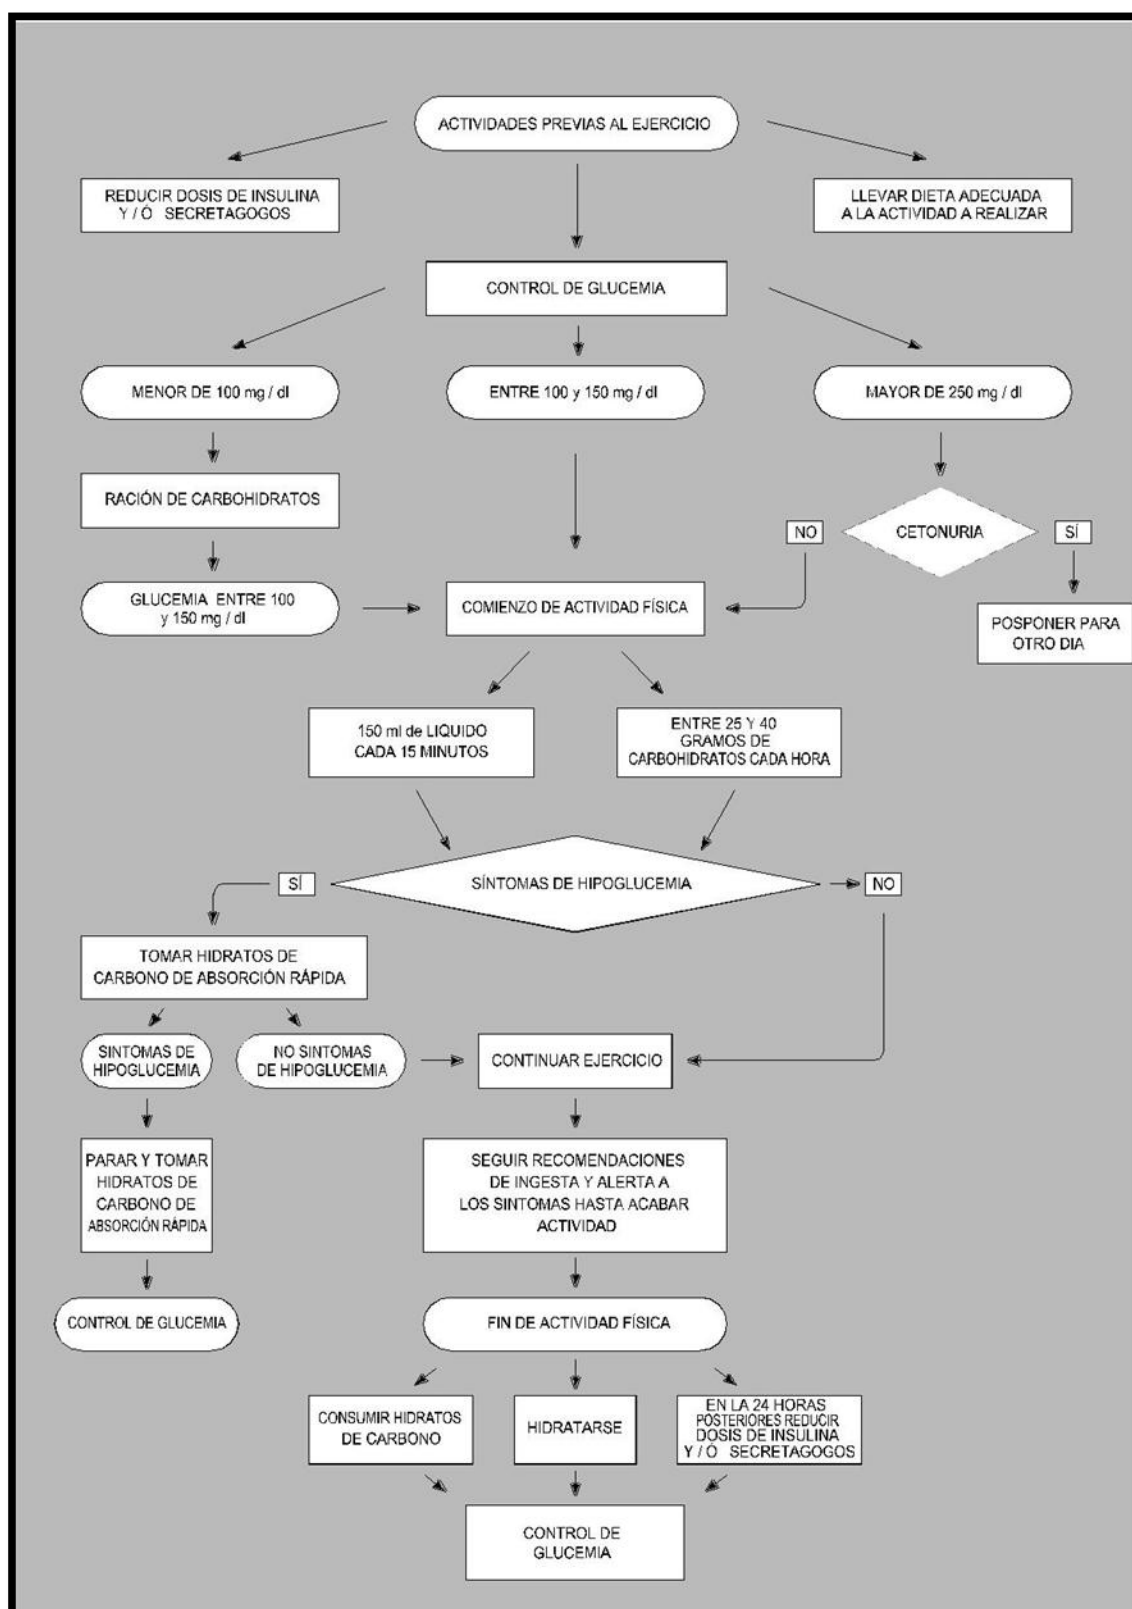 ACTIVIDADES PREVIAS AL EJERCICIO
REDUCIR DOSIS DE INSULINA
Y / Ó SECRETAGOGOS
LLEVAR DIETA ADECUADA
A LA ACTIVIDAD A REALIZAR
CONTROL DE GLUCEMIA
MENOR DE 100 mg / dl
ENTRE 100 y 150 mg / dl
MAYOR DE 250 mg / dl
RACIÓN DE CARBOHIDRATOS
NO
CETONURIA
SÍ
GLUCEMIA ENTRE 100
y 150 mg / dl
COMIENZO DE ACTIVIDAD FÍSICA
POSPONER PARA
OTRO DIA
150 ml de LIQUIDO
CADA 15 MINUTOS
ENTRE 25 Y 40
GRAMOS DE
CARBOHIDRATOS CADA HORA
SÍ
SÍNTOMAS DE HIPOGLUCEMIA
NO
TOMAR HIDRATOS DE
CARBONO DE ABSORCIÓN RÁPIDA
SINTOMAS DE
HIPOGLUCEMIA
NO SINTOMAS
DE HIPOGLUCEMIA
CONTINUAR EJERCICIO
PARAR Y TOMAR
HIDRATOS DE
CARBONO DE
ABSORCIÓN RÁPIDA
SEGUIR RECOMENDACIONES
DE INGESTA Y ALERTA A
LOS SINTOMAS HASTA ACABAR
ACTIVIDAD
CONTROL DE GLUCEMIA
FIN DE ACTIVIDAD FÍSICA
CONSUMIR HIDRATOS
DE CARBONO
HIDRATARSE
EN LA 24 HORAS
POSTERIORES REDUCIR
DOSIS DE INSULINA
Y / Ó SECRETAGOGOS
CONTROL DE
GLUCEMIA